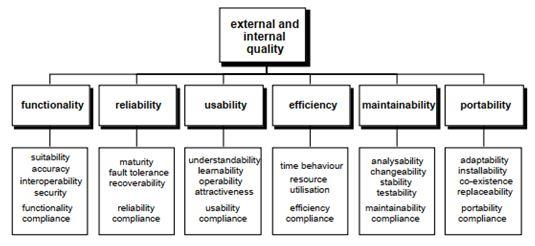 external and
internal
quality
functionality
reliability
usability
efficiency
maintainability
portability
suitability
accuracy
interoperability
security
functionality
compliance
maturity
fault tolerance
recoverability
reliability
compliance
understandability
learnability
operability
attractiveness
usability
compliance
time behaviour
resource
utilisation
efficiency
compliance
analysability
changeability
stability
testability
maintainability
compliance
adaptability
installability
co-existence
replaceability
portability
compliance